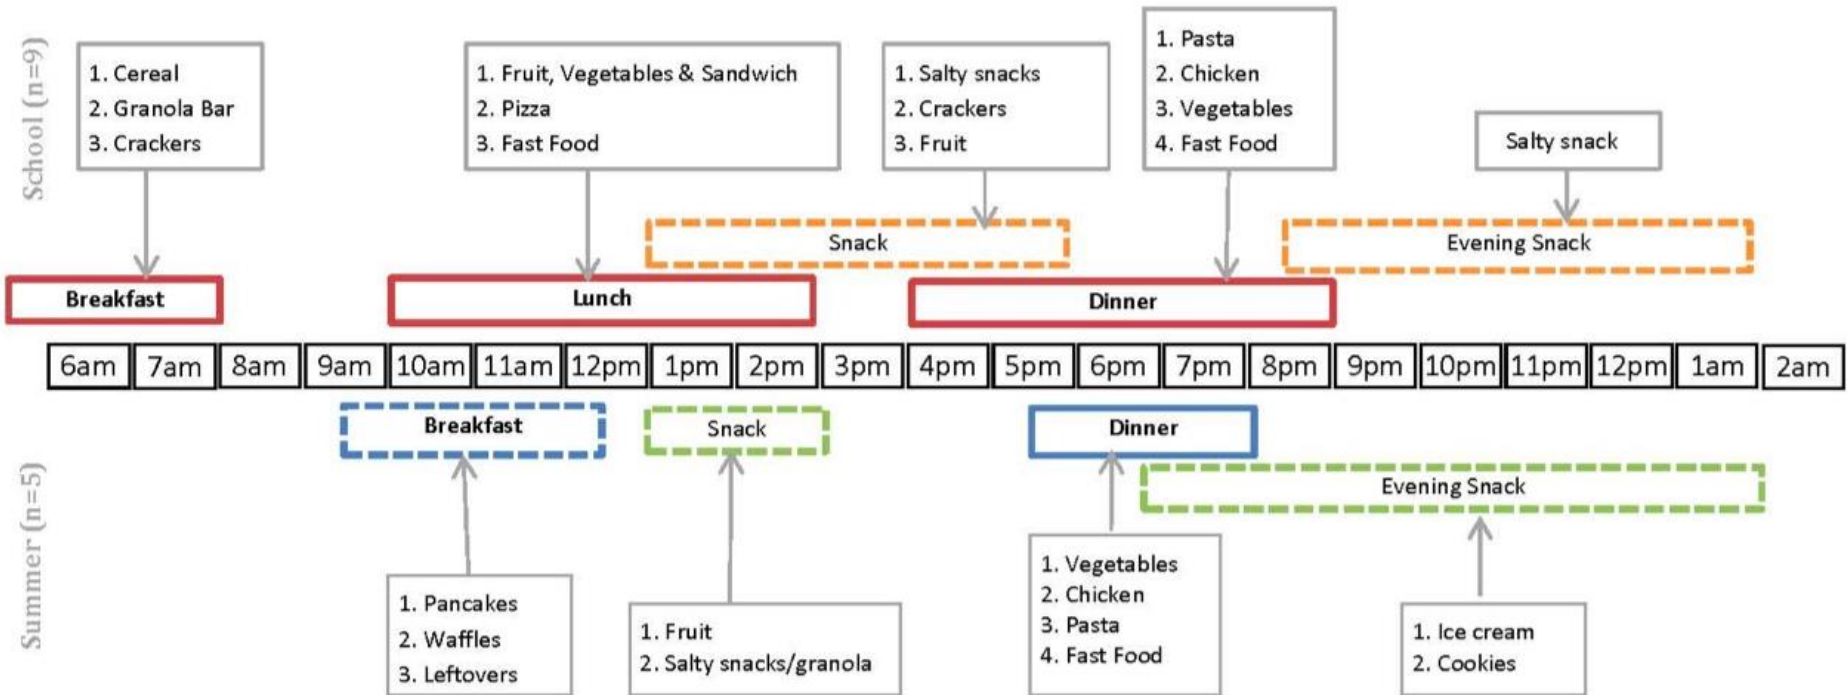 School (n=9)
1. Cereal
2. Granola Bar
3. Crackers
1. Fruit, Vegetables & Sandwich
2. Pizza
3. Fast Food
1. Salty snacks
2. Crackers
3. Fruit
1. Pasta
2. Chicken
3. Vegetables
4. Fast Food
Salty snack
Snack
Evening Snack
Breakfast
Lunch
Dinner
6am 7am 8am 9am 10am 11am 12pm 1pm 2pm 3pm 4pm 5pm 6pm 7pm 8pm 9pm 10pm 11pm 12pm 1am 2am
Breakfast
Snack
Dinner
Evening Snack
Summer (n=5)
1. Pancakes
2. Waffles
3. Leftovers
1. Fruit
2. Salty snacks/granola
1. Vegetables
2. Chicken
3. Pasta
4. Fast Food
1. Ice cream
2. Cookies